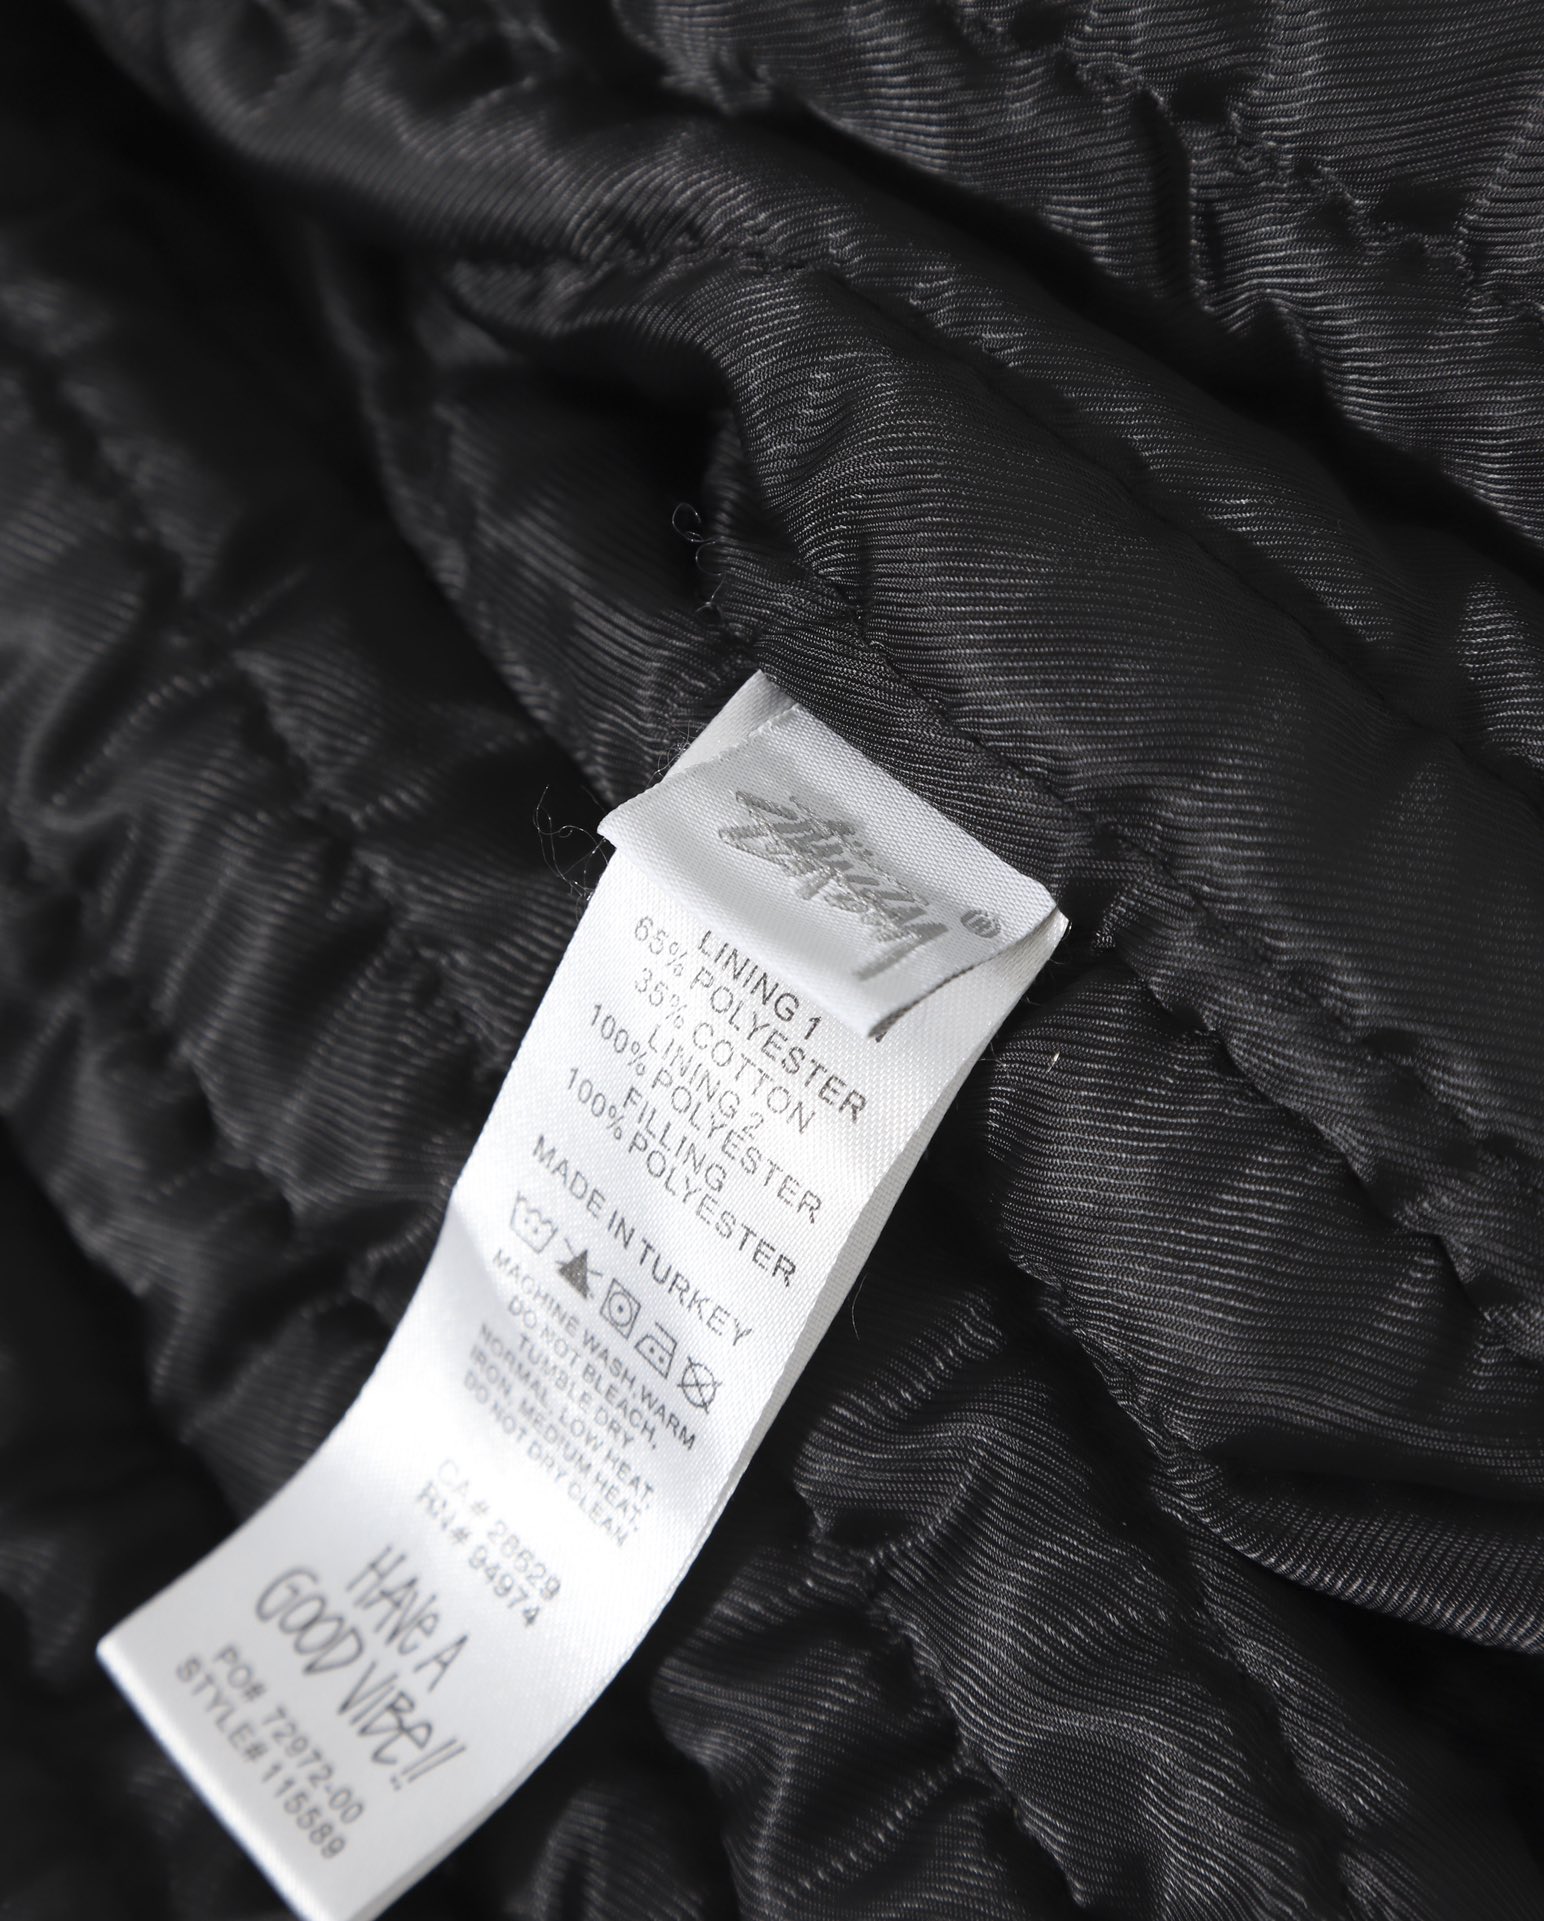 Stüssy ®
LINING 1
65% POLYESTER
35% COTTON
LINING 2
100% POLYESTER
FILLING
100% POLYESTER
MADE IN TURKEY
MACHINE WASH, WARM
DO NOT BLEACH,
TUMBLE DRY
NORMAL, LOW HEAT,
IRON, MEDIUM HEAT,
DO NOT DRY CLEAN
CA # 28629
RN# 94974
HAVE A
GOOD VIBE!!
PO# 72972-00
STYLE# 115589